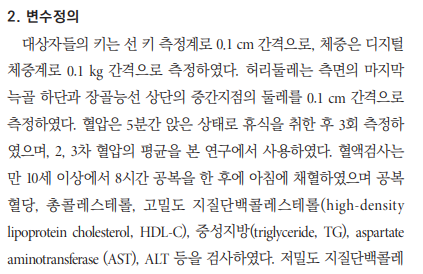 2. 변수정의
대상자들의 키는 선 키 측정계로 0.1 cm 간격으로, 체중은 디지털
체중계로 0.1 kg 간격으로 측정하였다. 허리둘레는 측면의 마지막
늑골 하단과 장골능선 상단의 중간지점의 둘레를 0.1 cm 간격으로
측정하였다. 혈압은 5분간 앉은 상태로 휴식을 취한 후 3회 측정하
였으며, 2, 3차 혈압의 평균을 본 연구에서 사용하였다. 혈액검사는
만 10세 이상에서 8시간 공복을 한 후에 아침에 채혈하였으며 공복
혈당, 총콜레스테롤, 고밀도 지질단백콜레스테롤(high-density
lipoprotein cholesterol, HDL-C), 중성지방(triglyceride, TG), aspartate
aminotransferase (AST), ALT 등을 검사하였다. 저밀도 지질단백콜레